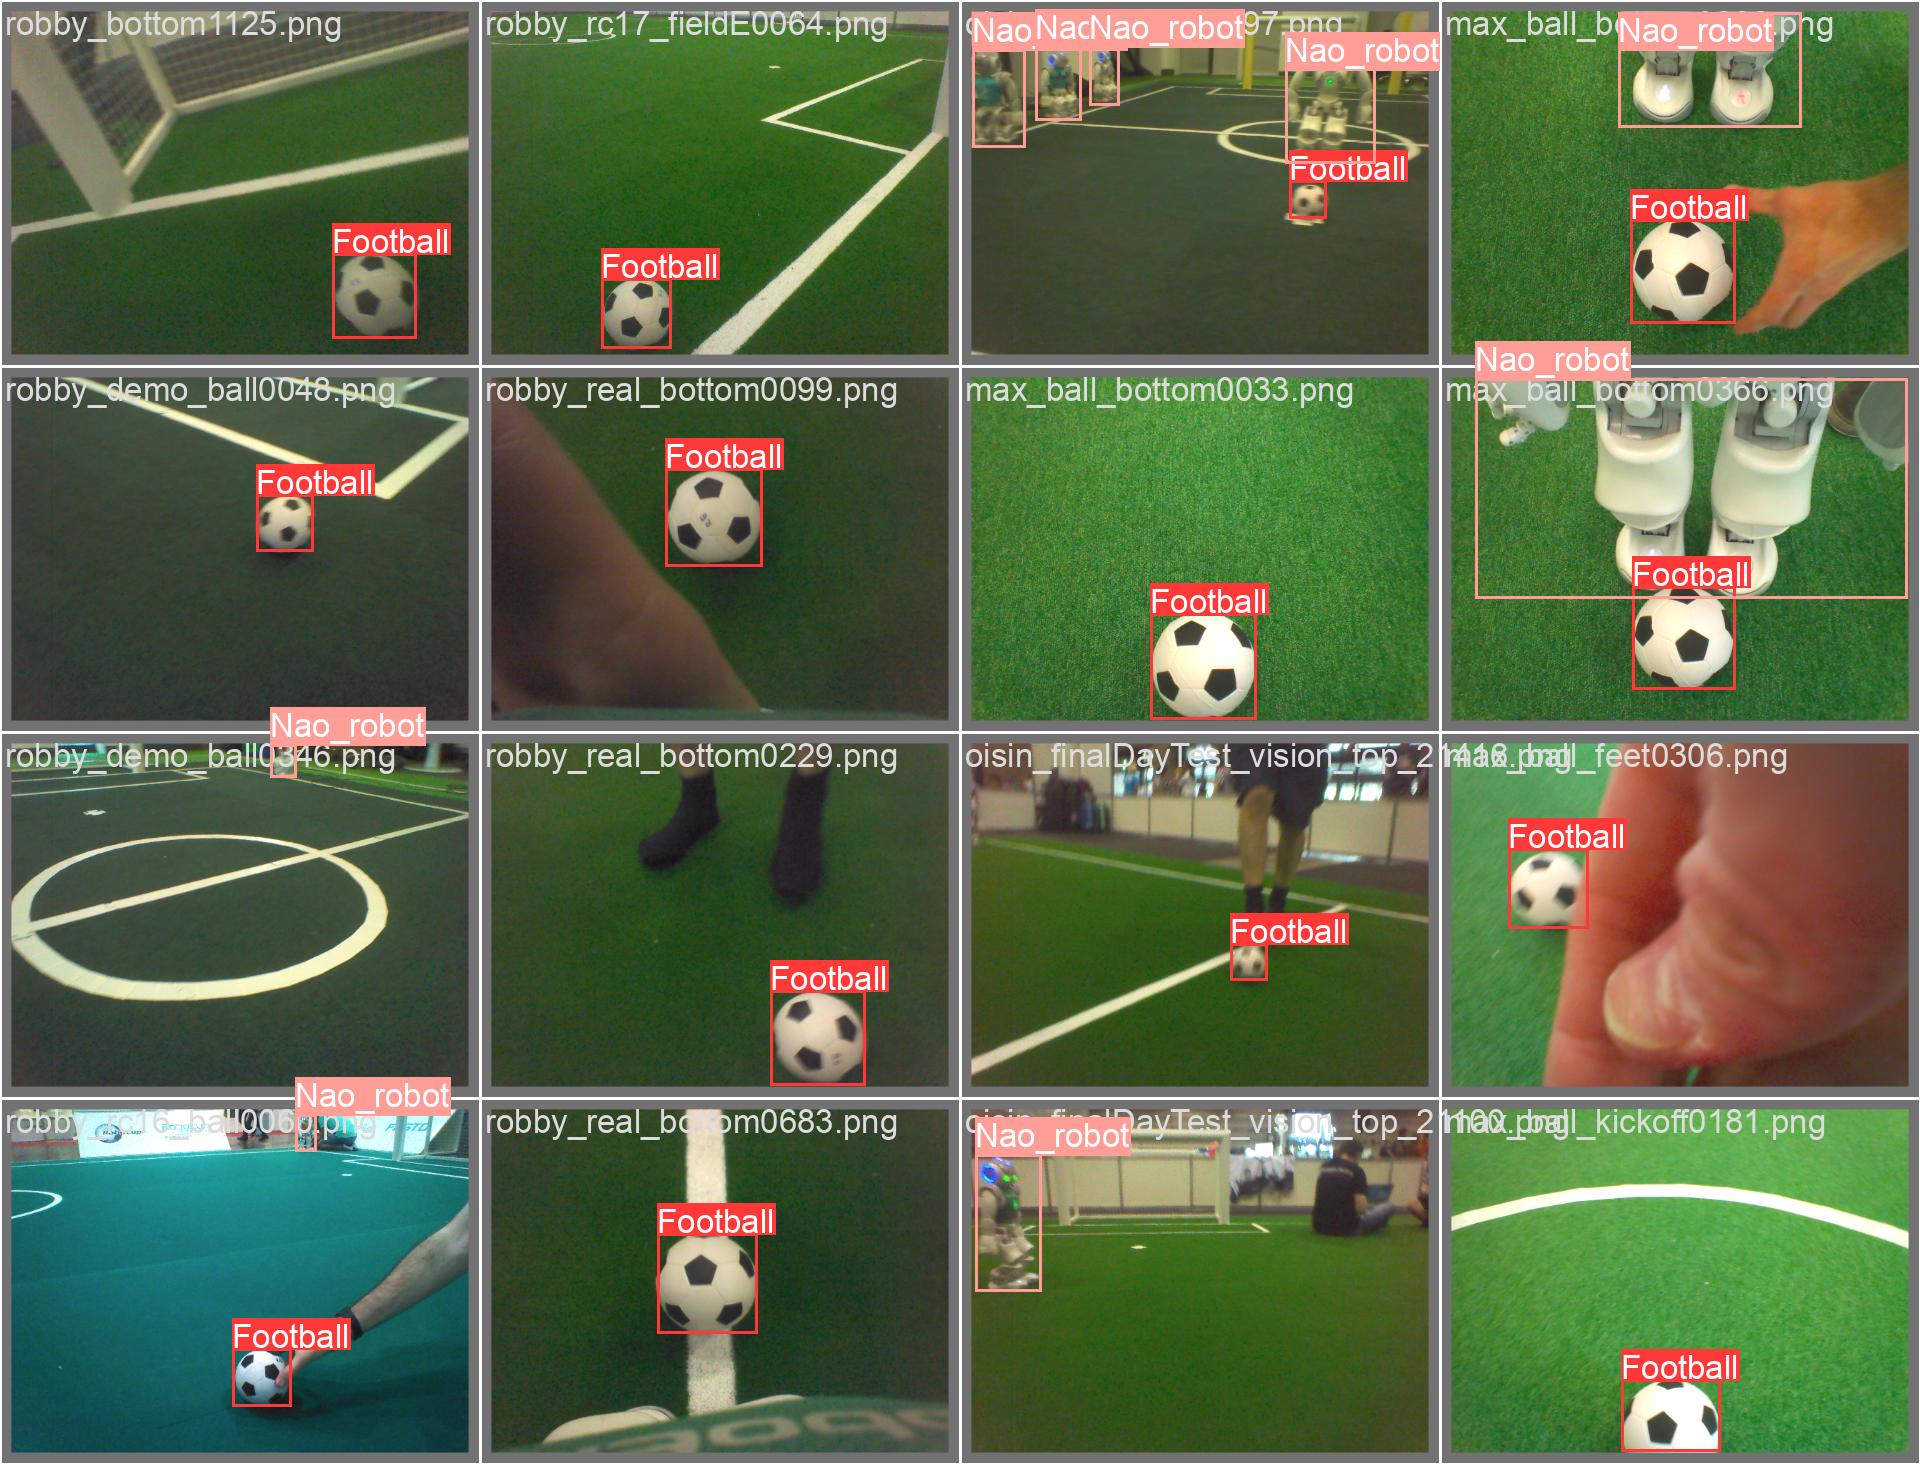 robby_bottom1125.png
Football
robby_rc17_fieldE0064.png
Football
Nao
Nao
Nao_robot
97.png
Nao_robot
Football
max_ball_bo
.png
Nao_robot
Football
robby_demo_ball0048.png
Football
robby_real_bottom0099.png
Football
max_ball_bottom0033.png
Football
Nao_robot
max_ball_bottom0366.png
Football
Nao_robot
robby_demo_ball0346.png
robby_real_bottom0229.png
Football
oisin_finalDayTest_vision_top_21418.png
Football
max_ball_feet0306.png
Football
Nao_robot
robby_rc16_ball0060.png
Football
robby_real_bottom0683.png
Football
oisin_finalDayTest_vision_top_21100.png
Nao_robot
max_ball_kickoff0181.png
Football